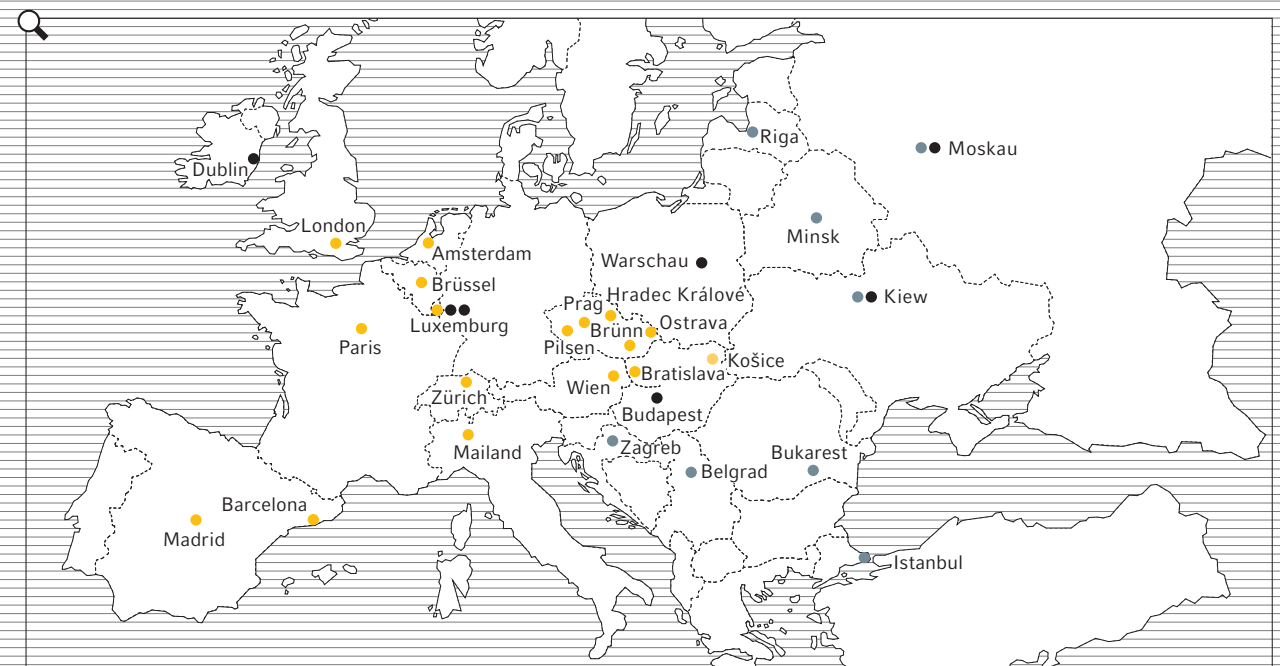 Riga
Moskau
Dublin
London
Minsk
Amsterdam
Warschau
Brüssel
Hradec Králové
Kiew
Prag
Luxemburg
Brünn
Ostrava
Paris
Pilsen
Košice
Bratislava
Wien
Zürich
Budapest
Zagreb
Mailand
Bukarest
Belgrad
Barcelona
Madrid
Istanbul